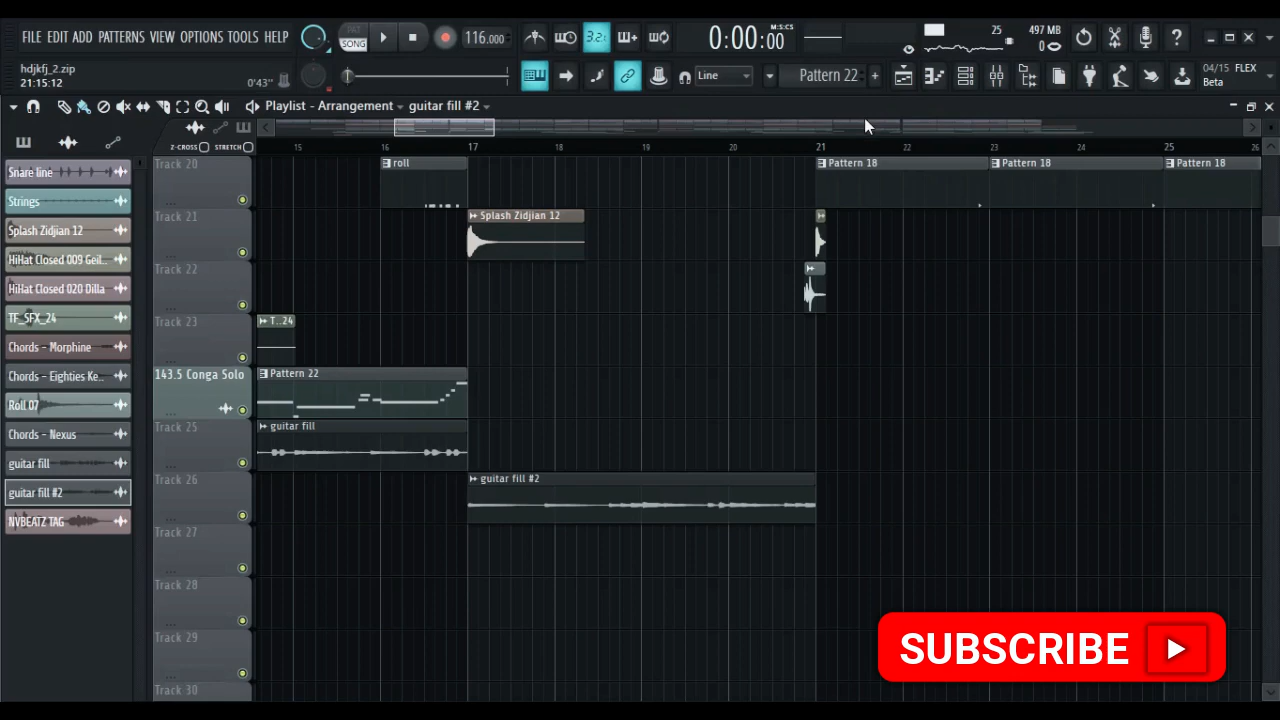 FILE EDIT ADD PATTERNS VIEW OPTIONS TOOLS HELP
PAT
SONG
116.000
3.2.
0:00:00
M:S:CS
25
497 MB
0
hdjkfj_2.zip
0'43"
Line
Pattern 22
04/15 FLEX
Beta
Playlist - Arrangement
guitar fill #2
Z-CROSS
STRETCH
15
16
17
18
19
20
21
22
23
24
25
26
Snare line
Strings
Splash Zidjian 12
HiHat Closed 009 Geil..
HiHat Closed 020 Dilla
TF_SFX_24
Chords - Morphine
Chords - Eighties Ke..
Roll 07
Chords - Nexus
guitar fill
guitar fill #2
NVBEATZ TAG
Track 20
roll
Pattern 18
Pattern 18
Pattern 18
Track 21
Splash Zidjian 12
Track 22
Track 23
T..24
143.5 Conga Solo
Pattern 22
Track 25
guitar fill
Track 26
guitar fill #2
Track 27
Track 28
Track 29
Track 30
SUBSCRIBE